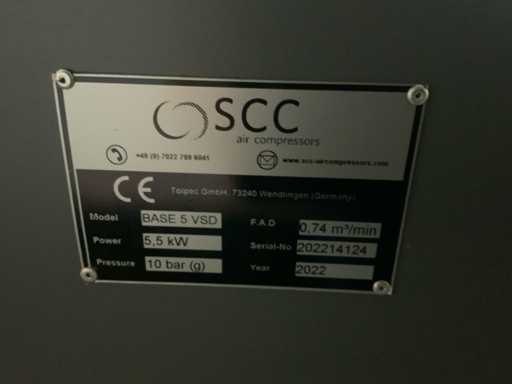 SCC
air compressors
+49 (0) 7022 789 6041
www.scc-aircompressors.com
CE
Tolpec GmbH, 73240 Wendlingen (Germany)
Model BASE 5 VSD
Power 5,5 kW
Pressure 10 bar (g)
F.A.D 0,74 m³/min
Serial-No 202214124
Year 2022